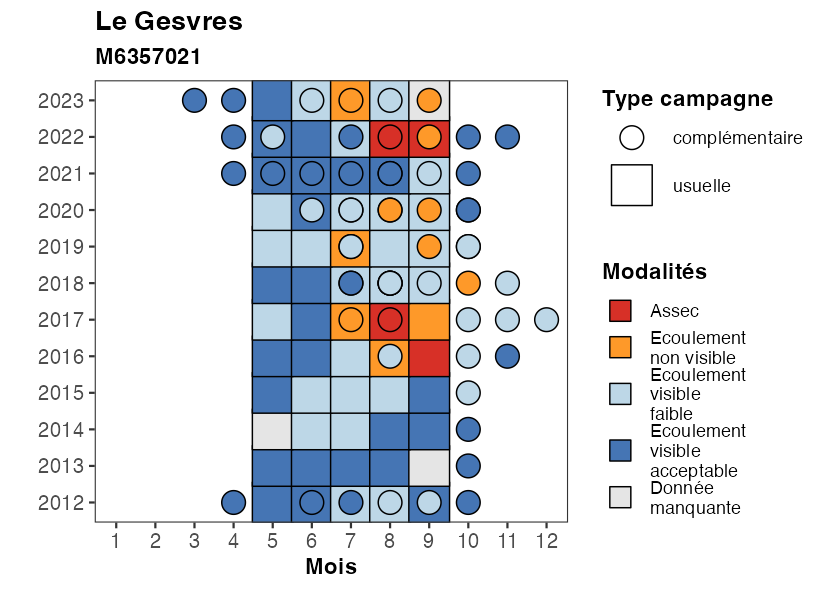 Le Gesvres
M6357021
2023
2022
2021
2020
2019
2018
2017
2016
2015
2014
2013
2012
1 2 3 4 5 6 7 8 9 10 11 12
Mois
Type campagne
complémentaire
usuelle
Modalités
Assec
Ecoulement
non visible
Ecoulement
visible
faible
Ecoulement
visible
acceptable
Donnée
manquante